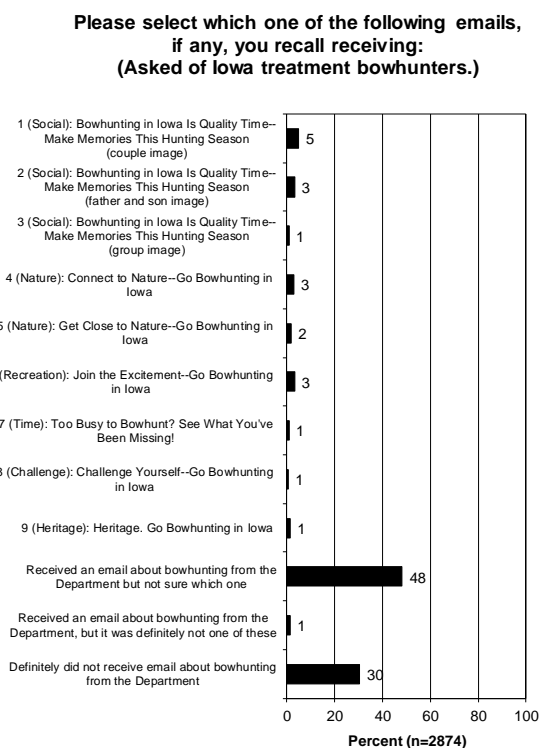 Please select which one of the following emails,
if any, you recall receiving:
(Asked of Iowa treatment bowhunters.)
1 (Social): Bowhunting in Iowa Is Quality Time--
Make Memories This Hunting Season
(couple image)
5
2 (Social): Bowhunting in Iowa Is Quality Time--
Make Memories This Hunting Season
(father and son image)
3
3 (Social): Bowhunting in Iowa Is Quality Time--
Make Memories This Hunting Season
(group image)
1
4 (Nature): Connect to Nature--Go Bowhunting in
Iowa
3
5 (Nature): Get Close to Nature--Go Bowhunting in
Iowa
2
(Recreation): Join the Excitement--Go Bowhunting
in Iowa
3
7 (Time): Too Busy to Bowhunt? See What You've
Been Missing!
1
(Challenge): Challenge Yourself--Go Bowhunting
in Iowa
1
9 (Heritage): Heritage. Go Bowhunting in Iowa
1
Received an email about bowhunting from the
Department but not sure which one
48
Received an email about bowhunting from the
Department, but it was definitely not one of these
1
Definitely did not receive email about bowhunting
from the Department
30
0 20 40 60 80 100
Percent (n=2874)